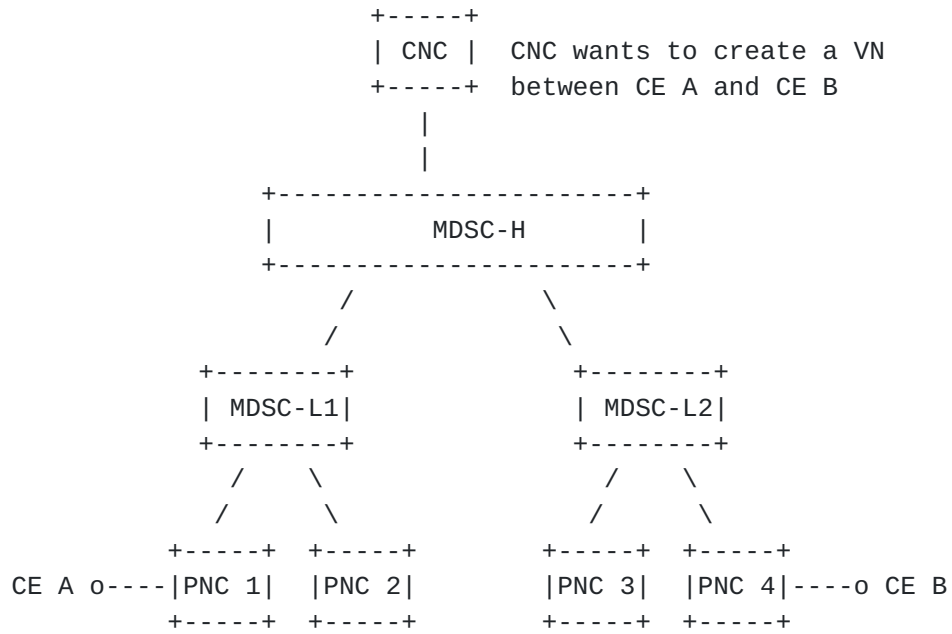 CNC CNC wants to create a VN
between CE A and CE B
MDSC-H
MDSC-L1 MDSC-L2
CE A o----|PNC 1| |PNC 2| |PNC 3| |PNC 4|----o CE B